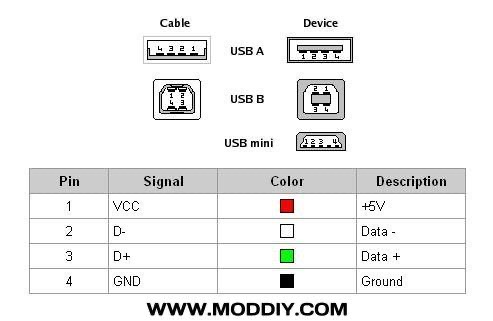 Cable Device
4 3 2 1 USB A 1 2 3 4
1 2 USB B 2 1
4 3 3 4
USB mini 1 2 3 4
Pin Signal Color Description
1 VCC +5V
2 D- Data -
3 D+ Data +
4 GND Ground
WWW.MODDIY.COM